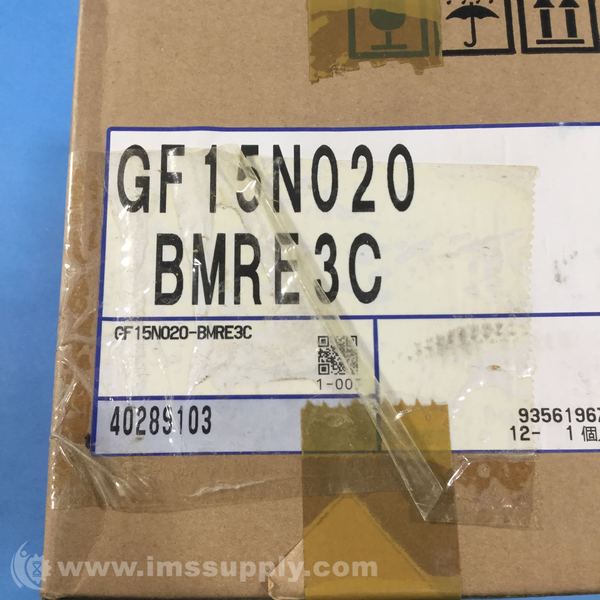 GF15N020
BMRE3C
GF15N020-BMRE3C
1-00
40289103
9356196
12- 1個
www.imssupply.com